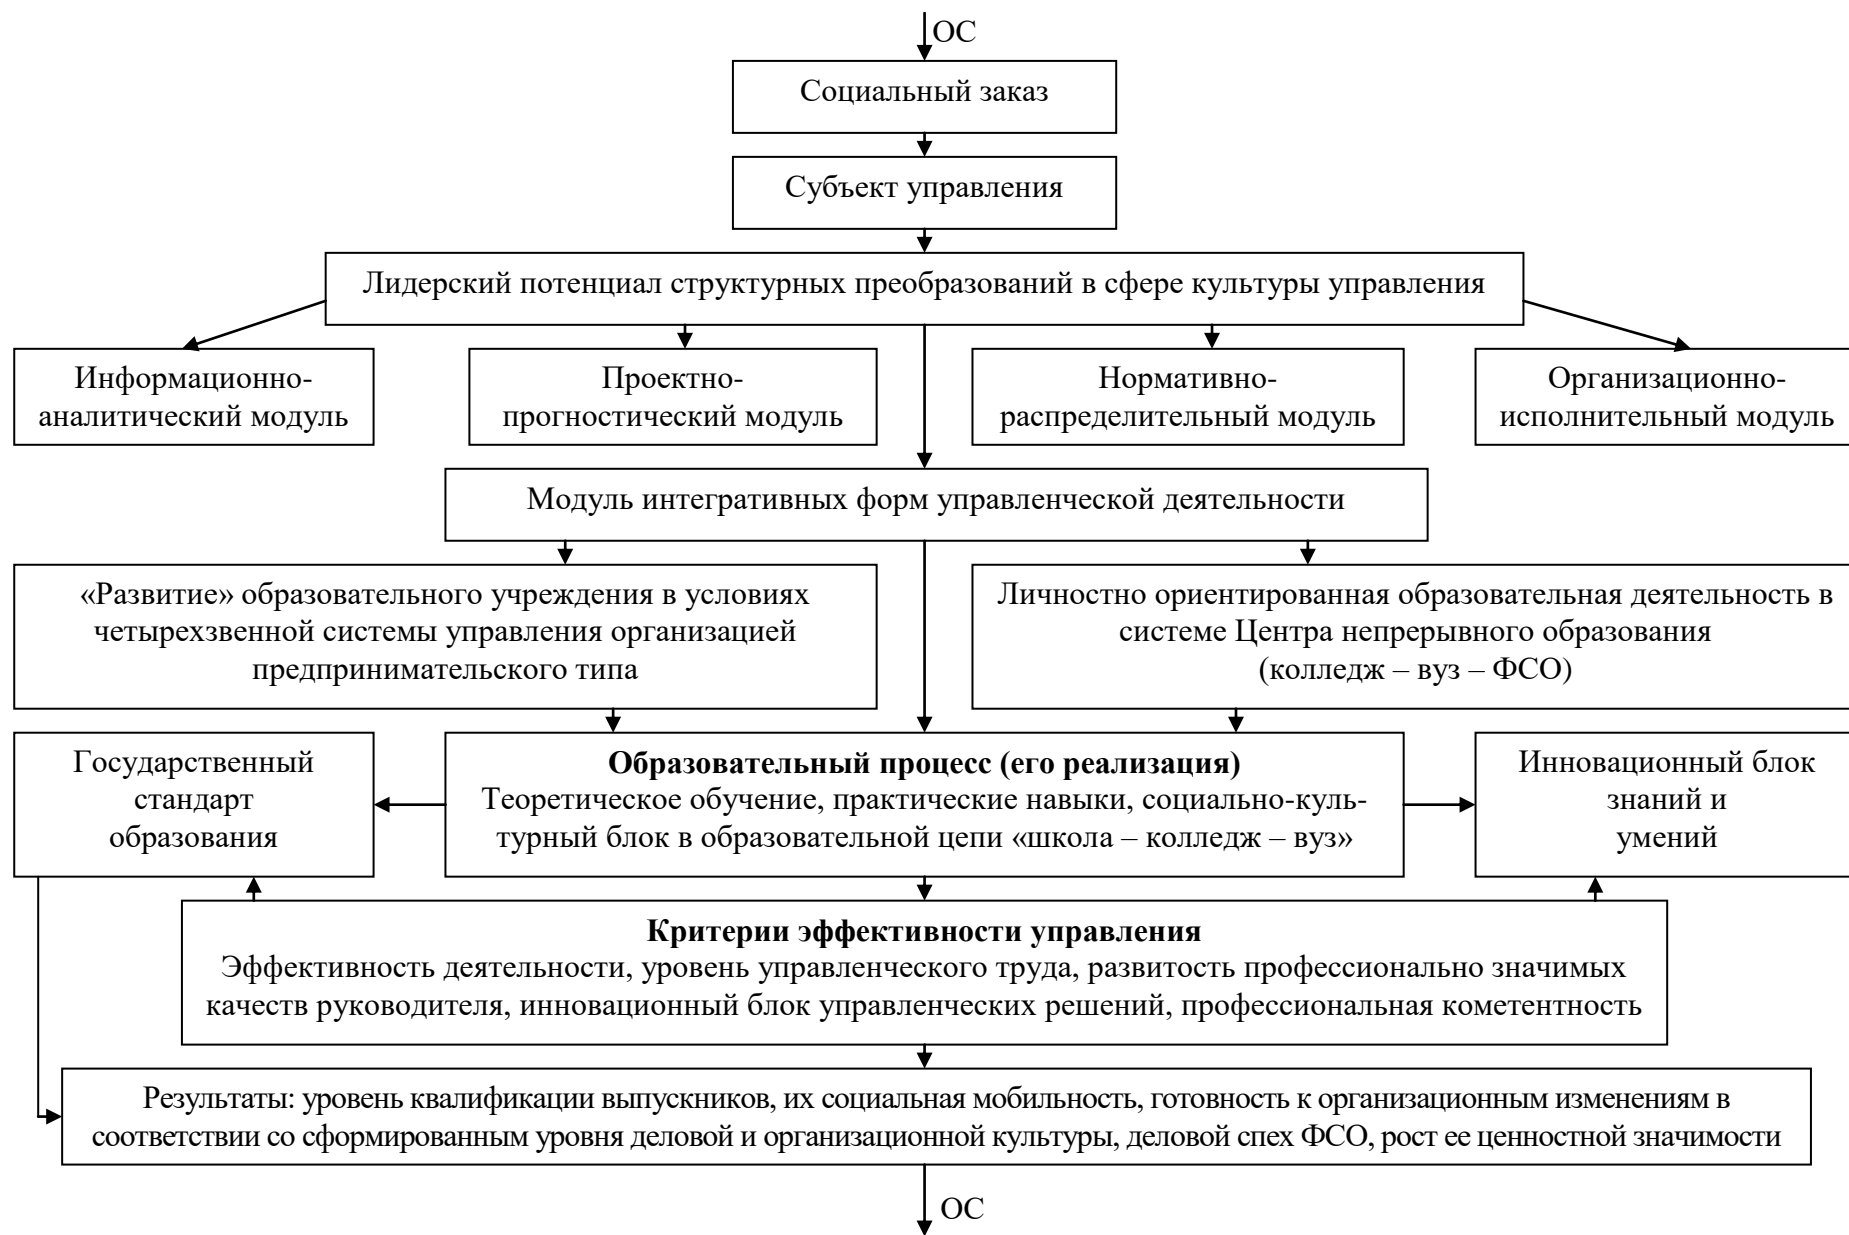 ОС
Социальный заказ
Субъект управления
Лидерский потенциал структурных преобразований в сфере культуры управления
Информационно-
аналитический модуль
Проектно-
прогностический модуль
Нормативно-
распределительный модуль
Организационно-
исполнительный модуль
Модуль интегративных форм управленческой деятельности
«Развитие» образовательного учреждения в условиях
четырехзвенной системы управления организацией
предпринимательского типа
Личностно ориентированная образовательная деятельность в
системе Центра непрерывного образования
(колледж – вуз – ФСО)
Государственный
стандарт
образования
Образовательный процесс (его реализация)
Теоретическое обучение, практические навыки, социально-куль-
турный блок в образовательной цепи «школа – колледж – вуз»
Инновационный блок
знаний и
умений
Критерии эффективности управления
Эффективность деятельности, уровень управленческого труда, развитость профессионально значимых
качеств руководителя, инновационный блок управленческих решений, профессиональная кометентность
Результаты: уровень квалификации выпускников, их социальная мобильность, готовность к организационным изменениям в
соответствии со сформированным уровня деловой и организационной культуры, деловой спех ФСО, рост ее ценностной значимости
ОС